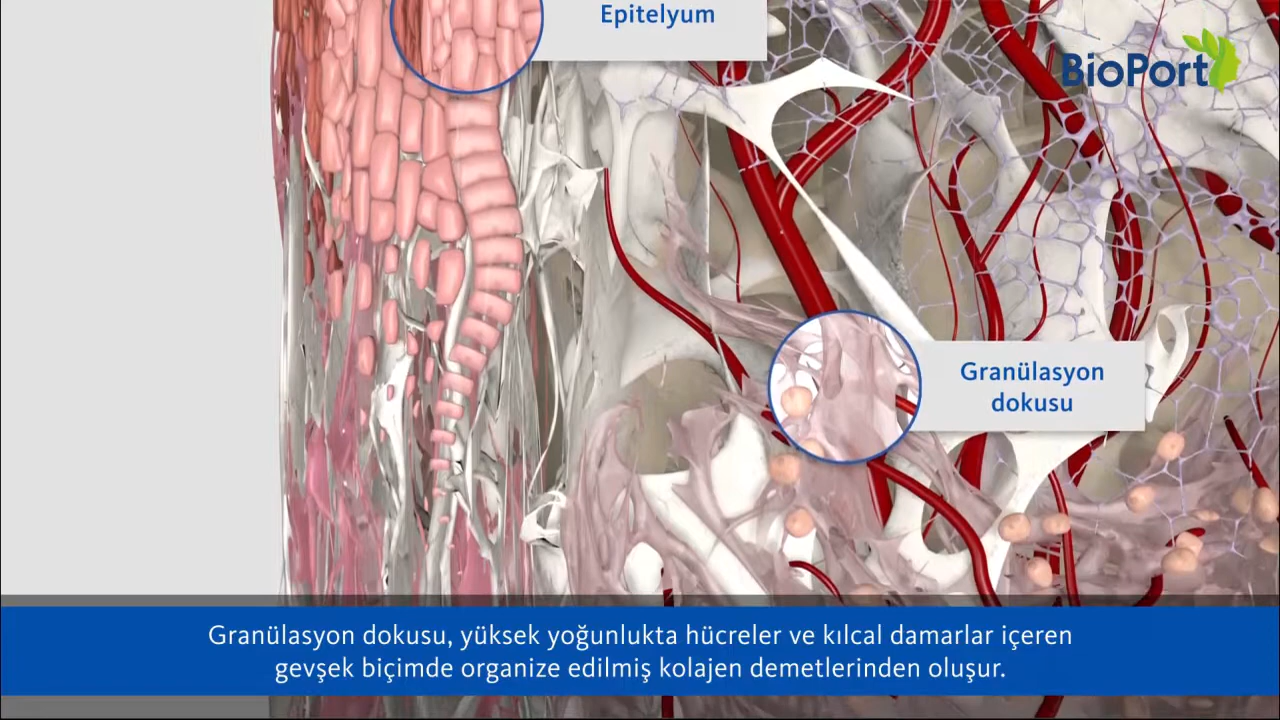 Epitelyum
BioPort
Granülasyon
dokusu
Granülasyon dokusu, yüksek yoğunlukta hücreler ve kılcal damarlar içeren
gevşek biçimde organize edilmiş kolajen demetlerinden oluşur.